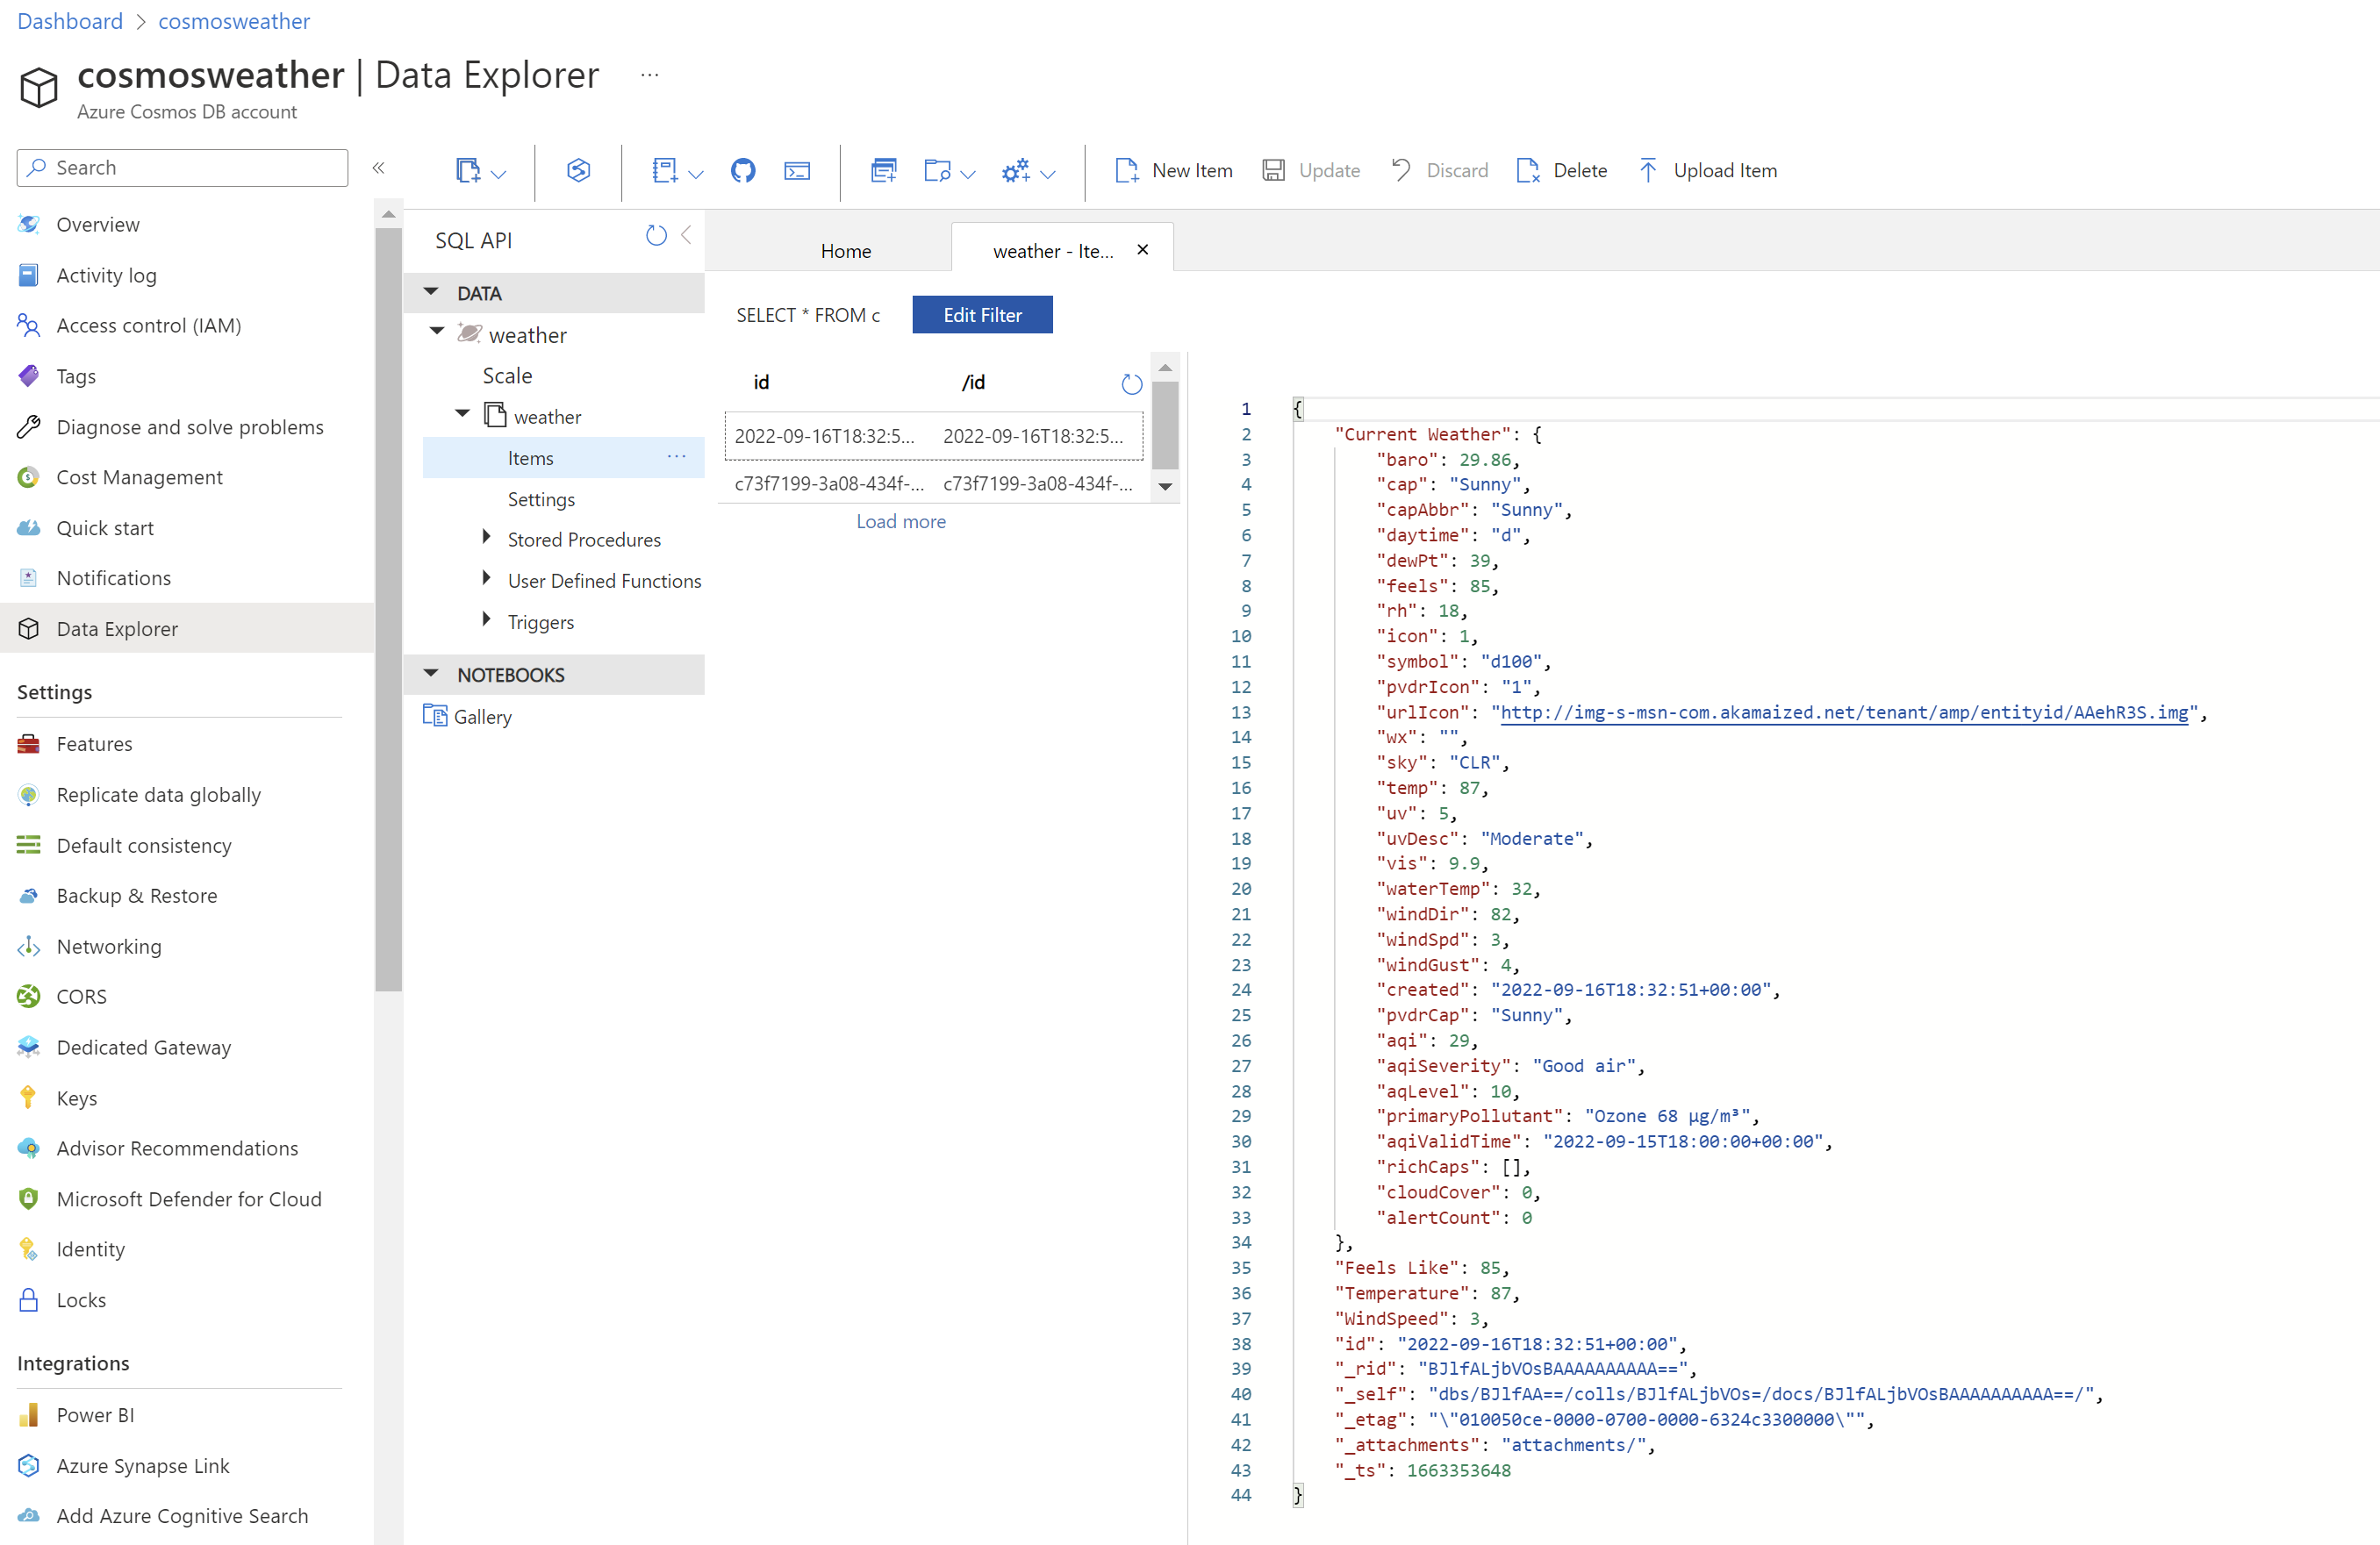 Dashboard > cosmosweather
cosmosweather | Data Explorer ...
Azure Cosmos DB account
Search
«
New Item
Update
Discard
Delete
Upload Item
Overview
Activity log
Access control (IAM)
Tags
Diagnose and solve problems
Cost Management
Quick start
Notifications
Data Explorer
Settings
Features
Replicate data globally
Default consistency
Backup & Restore
Networking
CORS
Dedicated Gateway
Keys
Advisor Recommendations
Microsoft Defender for Cloud
Identity
Locks
Integrations
Power BI
Azure Synapse Link
Add Azure Cognitive Search
SQL API
DATA
weather
Scale
weather
Items ...
Settings
Stored Procedures
User Defined Functions
Triggers
NOTEBOOKS
Gallery
Home
weather - Ite...
SELECT * FROM c
Edit Filter
id /id
2022-09-16T18:32:5... 2022-09-16T18:32:5...
c73f7199-3a08-434f-... c73f7199-3a08-434f-...
Load more
1 {
2 "Current Weather": {
3 "baro": 29.86,
4 "cap": "Sunny",
5 "capAbbr": "Sunny",
6 "daytime": "d",
7 "dewPt": 39,
8 "feels": 85,
9 "rh": 18,
10 "icon": 1,
11 "symbol": "d100",
12 "pvdrIcon": "1",
13 "urlIcon": "http://img-s-msn-com.akamaized.net/tenant/amp/entityid/AAehR3S.img",
14 "wx": "",
15 "sky": "CLR",
16 "temp": 87,
17 "uv": 5,
18 "uvDesc": "Moderate",
19 "vis": 9.9,
20 "waterTemp": 32,
21 "windDir": 82,
22 "windSpd": 3,
23 "windGust": 4,
24 "created": "2022-09-16T18:32:51+00:00",
25 "pvdrCap": "Sunny",
26 "aqi": 29,
27 "aqiSeverity": "Good air",
28 "aqLevel": 10,
29 "primaryPollutant": "Ozone 68 μg/m³",
30 "aqiValidTime": "2022-09-15T18:00:00+00:00",
31 "richCaps": [],
32 "cloudCover": 0,
33 "alertCount": 0
34 },
35 "Feels Like": 85,
36 "Temperature": 87,
37 "WindSpeed": 3,
38 "id": "2022-09-16T18:32:51+00:00",
39 "_rid": "BJlfALjbVOsBAAAAAAAAAA==",
40 "_self": "dbs/BJlfAA==/colls/BJlfALjbVOs=/docs/BJlfALjbVOsBAAAAAAAAAA==/",
41 "_etag": "\"010050ce-0000-0700-0000-6324c3300000\"",
42 "_attachments": "attachments/",
43 "_ts": 1663353648
44 }